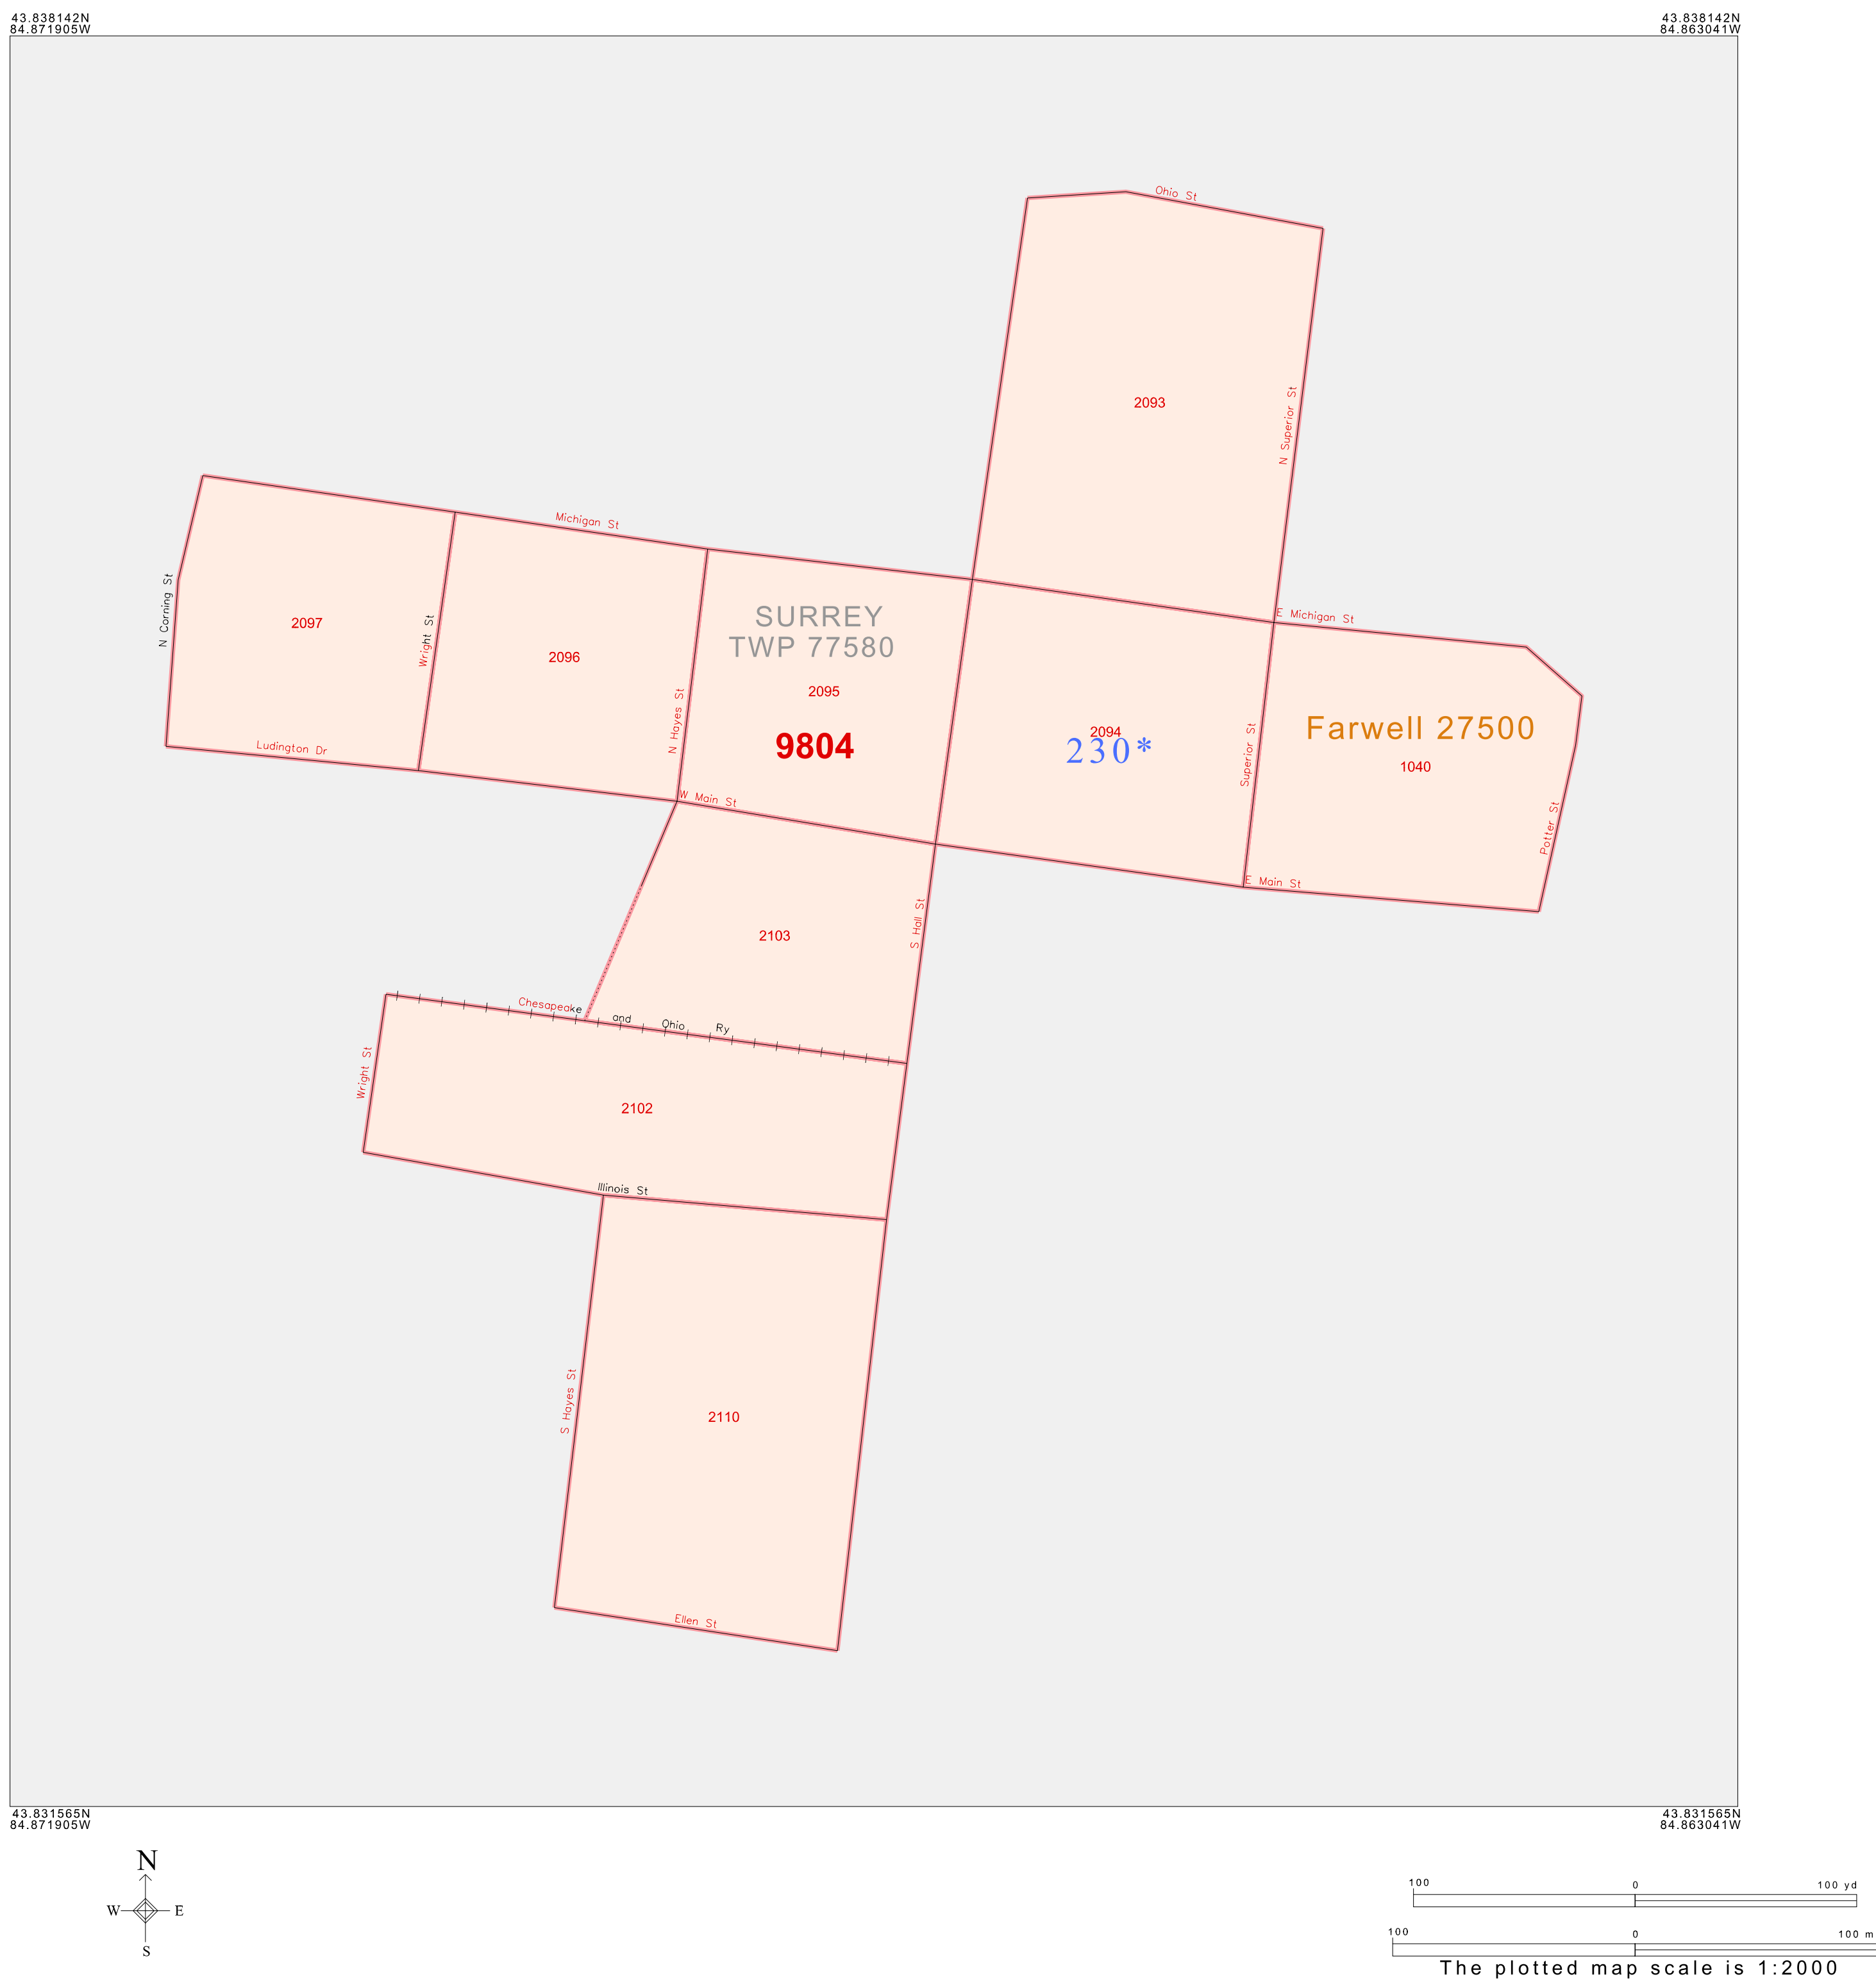 43.838142N
84.871905W
43.838142N
84.863041W
Ohio St
2093
N Superior St
Michigan St
N Corning St
2097
Wright St
2096
SURREY
TWP 77580
2095
N Hayes St
9804
E Michigan St
2094
230*
Superior St
Farwell 27500
1040
Potter St
Ludington Dr
W Main St
E Main St
S Hall St
2103
Chesapeake and Ohio Ry
Wright St
2102
Illinois St
S Hayes St
2110
Ellen St
43.831565N
84.871905W
43.831565N
84.863041W
N
W E
S
100 0 100 yd
100 0 100 m
The plotted map scale is 1:2000